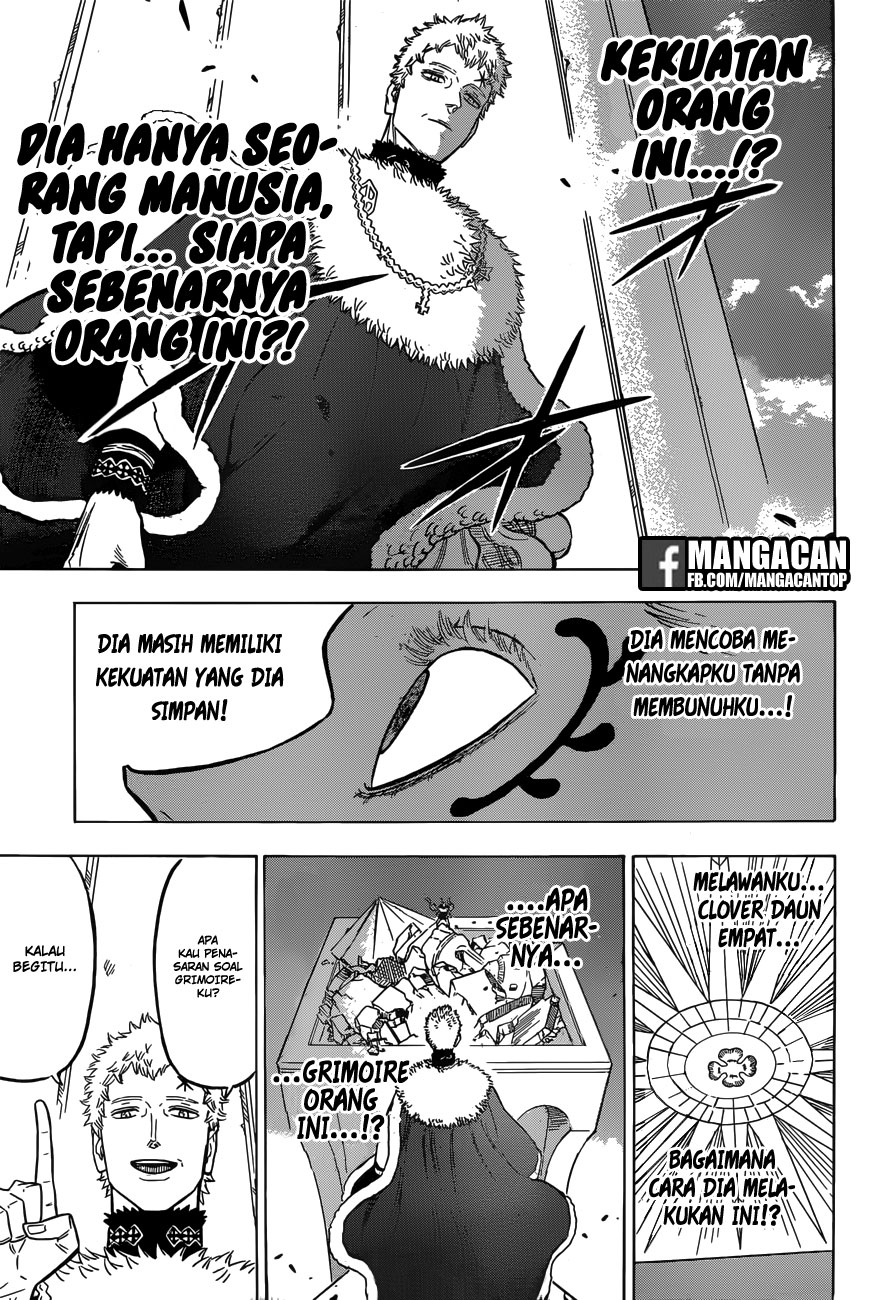 KEKUATAN
ORANG
INI...!?
DIA HANYA SEO-
RANG MANUSIA,
TAPI... SIAPA
SEBENARNYA
ORANG INI?!
MANGACAN
FB.COM/MANGACANTOP
DIA MENCOBA ME-
NANGKAPKU TANPA
MEMBUNUHKU...!
DIA MASIH MEMILIKI
KEKUATAN YANG DIA
SIMPAN!
MELAWANKU...
CLOVER DAUN
EMPAT...
BAGAIMANA
CARA DIA MELA-
KUKAN INI!?
....APA
SEBENAR-
NYA...
...GRIMOIRE
ORANG
INI...!?
APA
KAU PENA-
SARAN SOAL
GRIMOIRE-
KU?
KALAU
BEGITU...